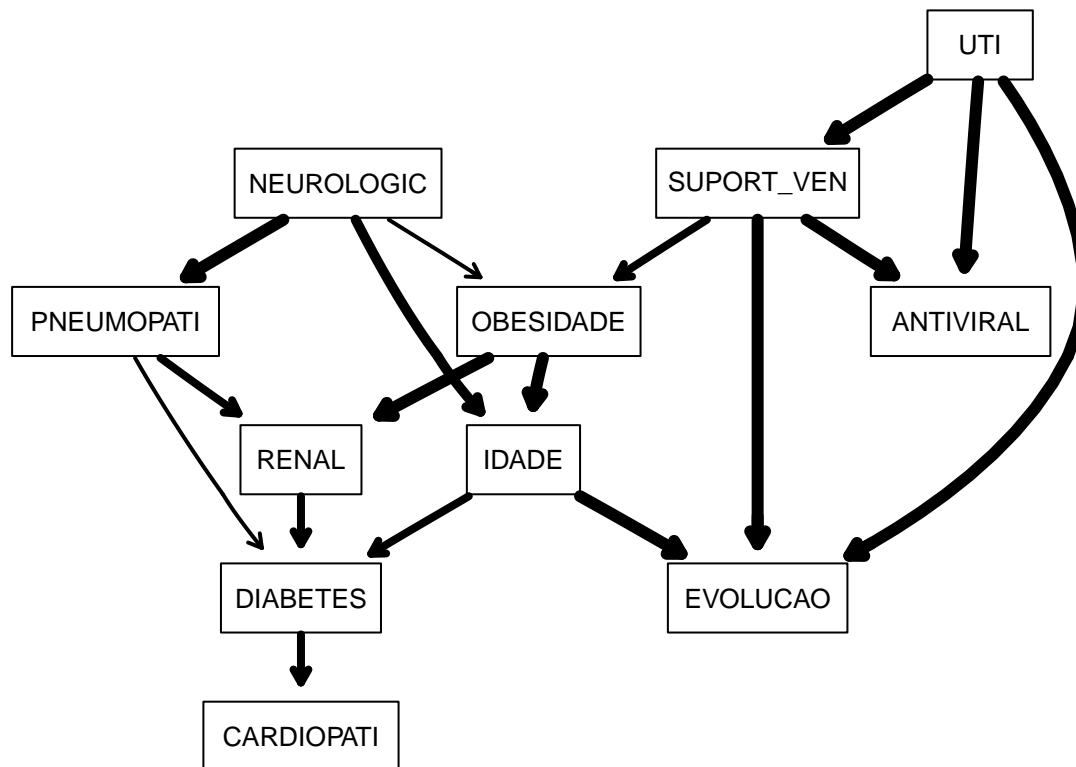 UTI
NEUROLOGIC
SUPORT_VEN
PNEUMOPATI
OBESIDADE
ANTIVIRAL
RENAL
IDADE
DIABETES
EVOLUCAO
CARDIOPATI